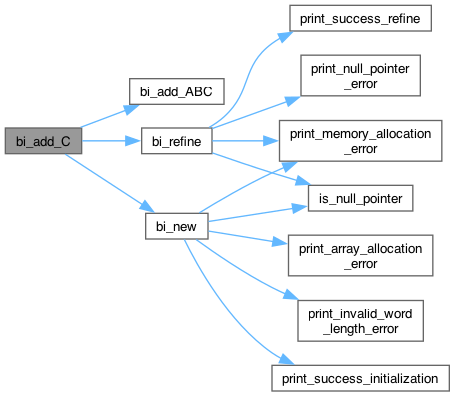 bi_add_C
bi_add_ABC
bi_refine
bi_new
print_success_refine
print_null_pointer
_error
print_memory_allocation
_error
is_null_pointer
print_array_allocation
_error
print_invalid_word
_length_error
print_success_initialization